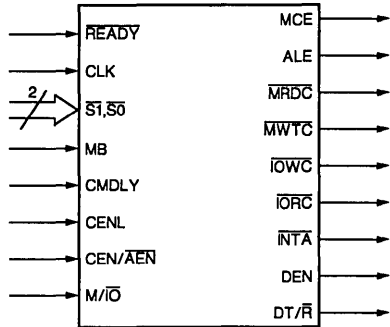 READY
CLK
2
S1,S0
MB
CMDLY
CENL
CEN/AEN
M/IO
MCE
ALE
MRDC
MWTC
IOWC
IORC
INTA
DEN
DT/R